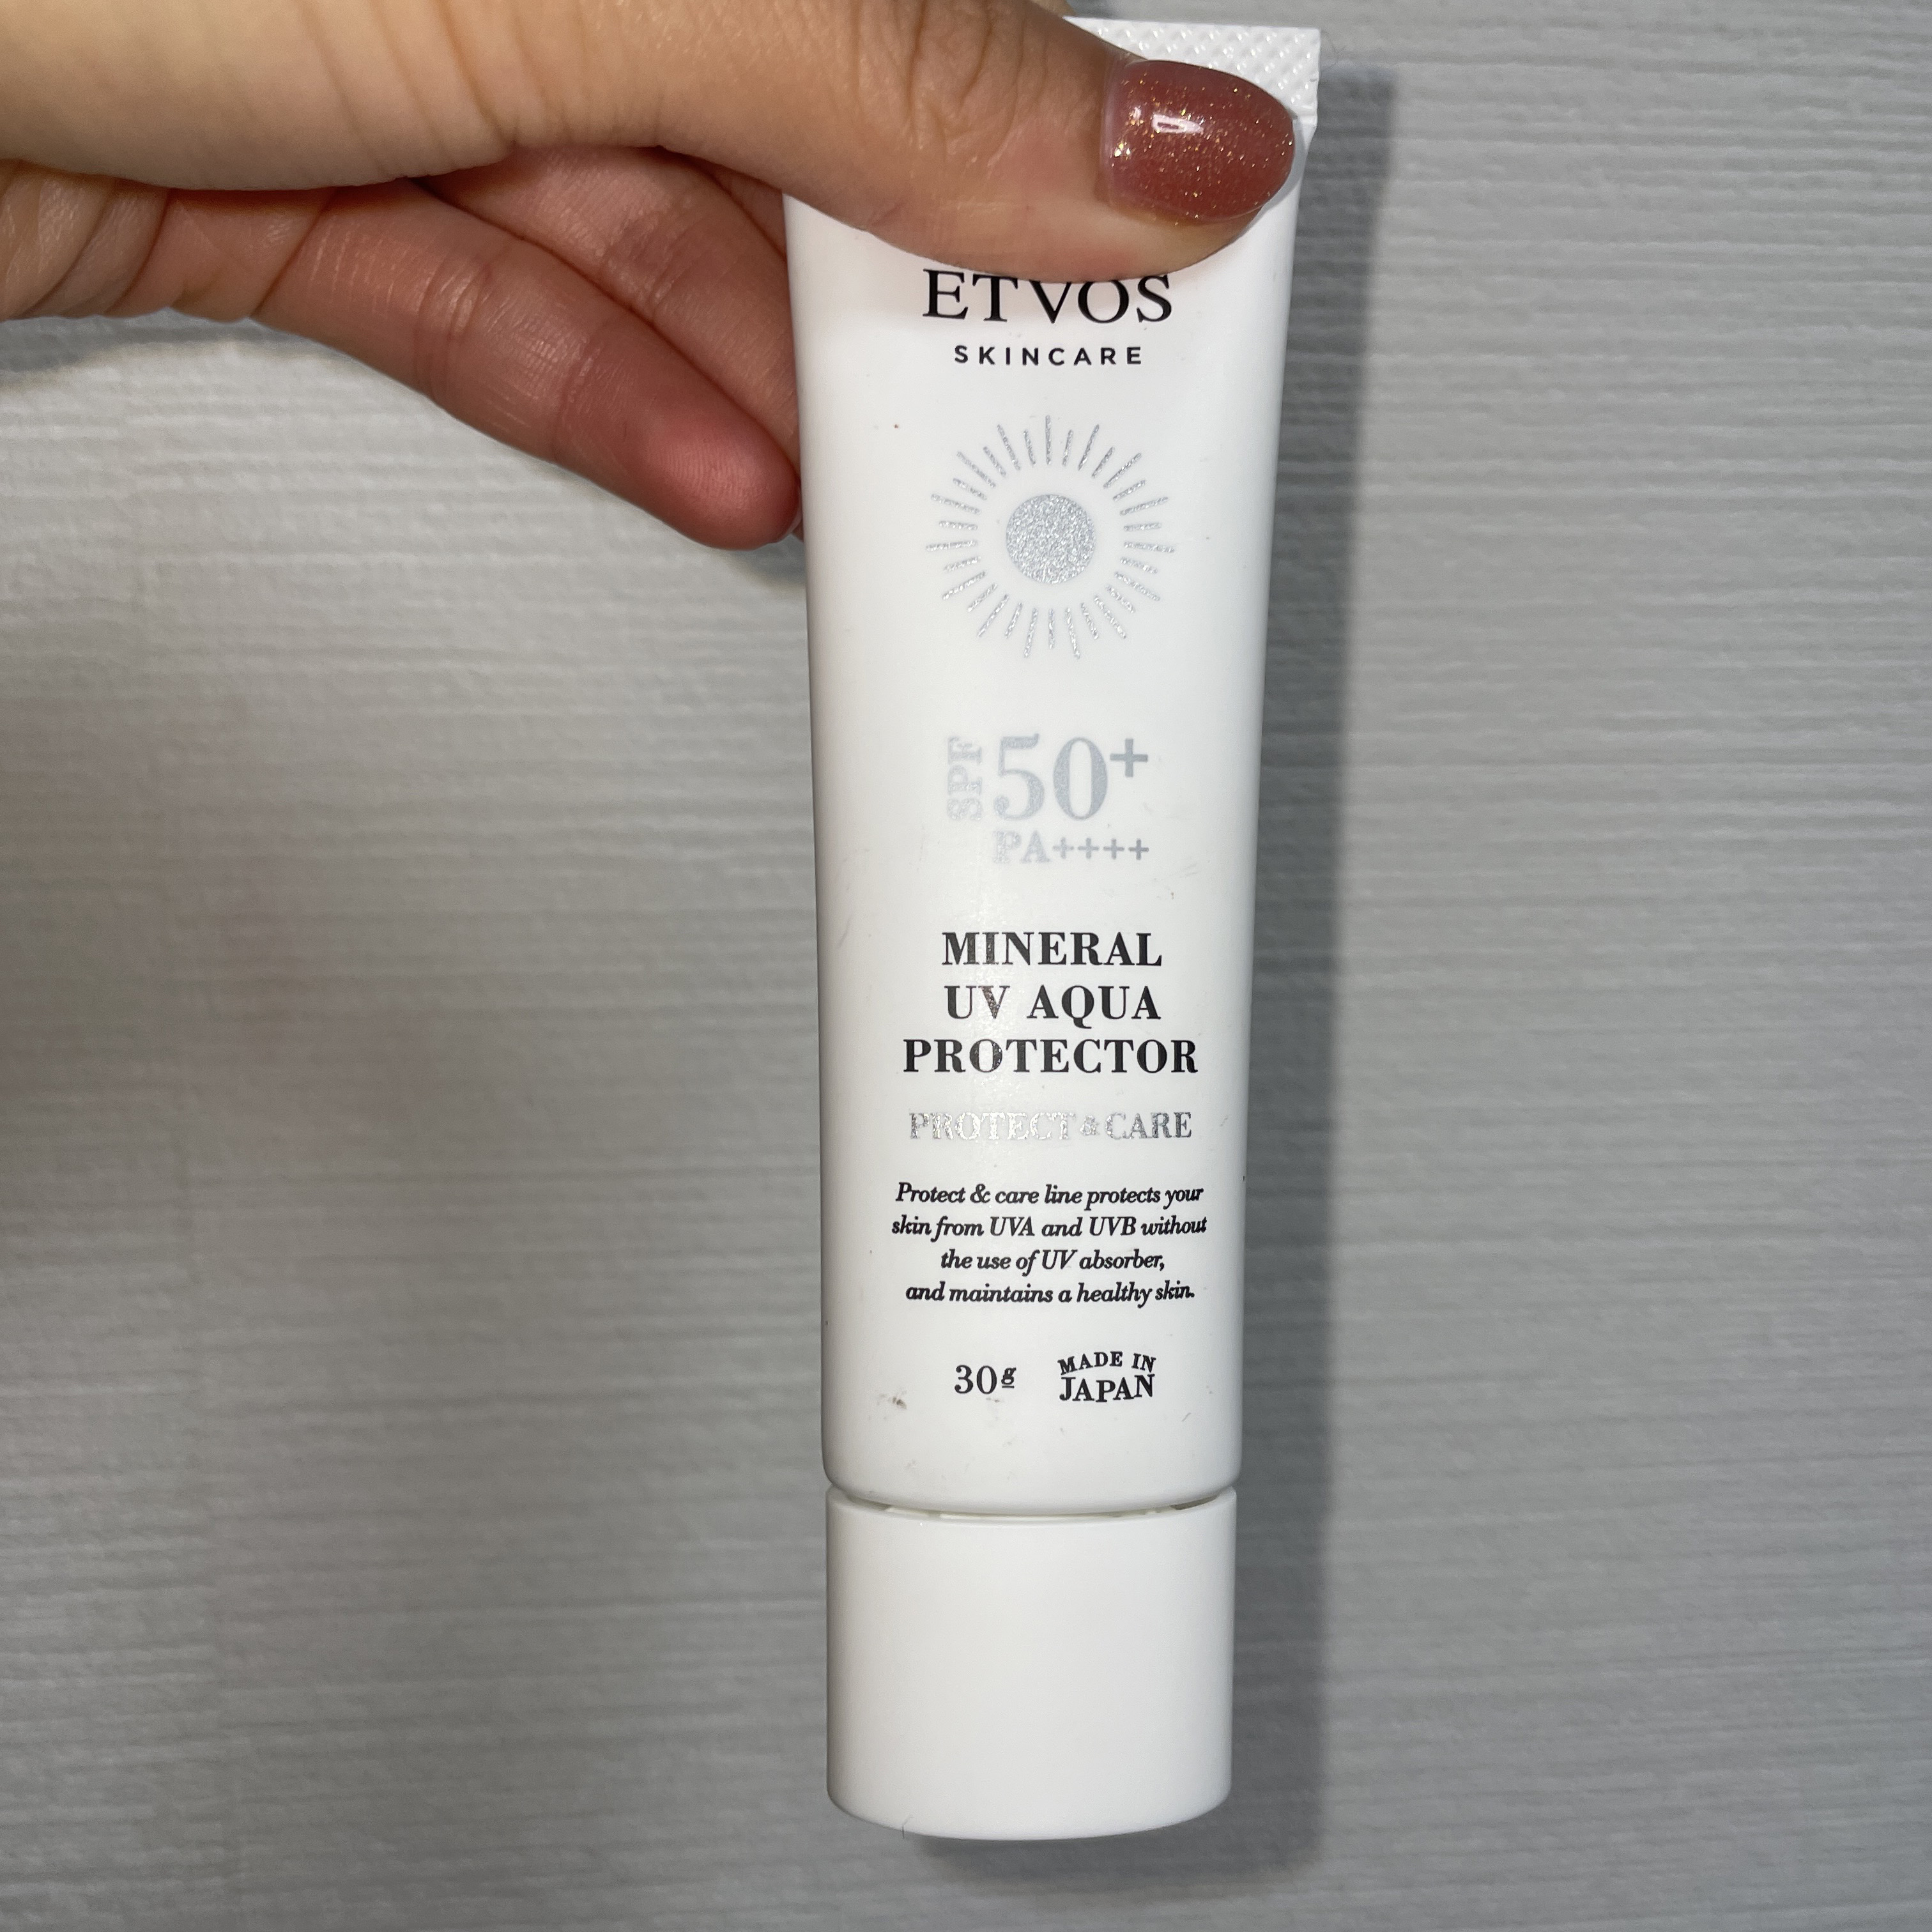 ETVOS
SKINCARE
SPF 50+
PA++++
MINERAL
UV AQUA
PROTECTOR
PROTECT & CARE
Protect & care line protects your
skin from UVA and UVB without
the use of UV absorber,
and maintains a healthy skin.
30g
MADE IN
JAPAN